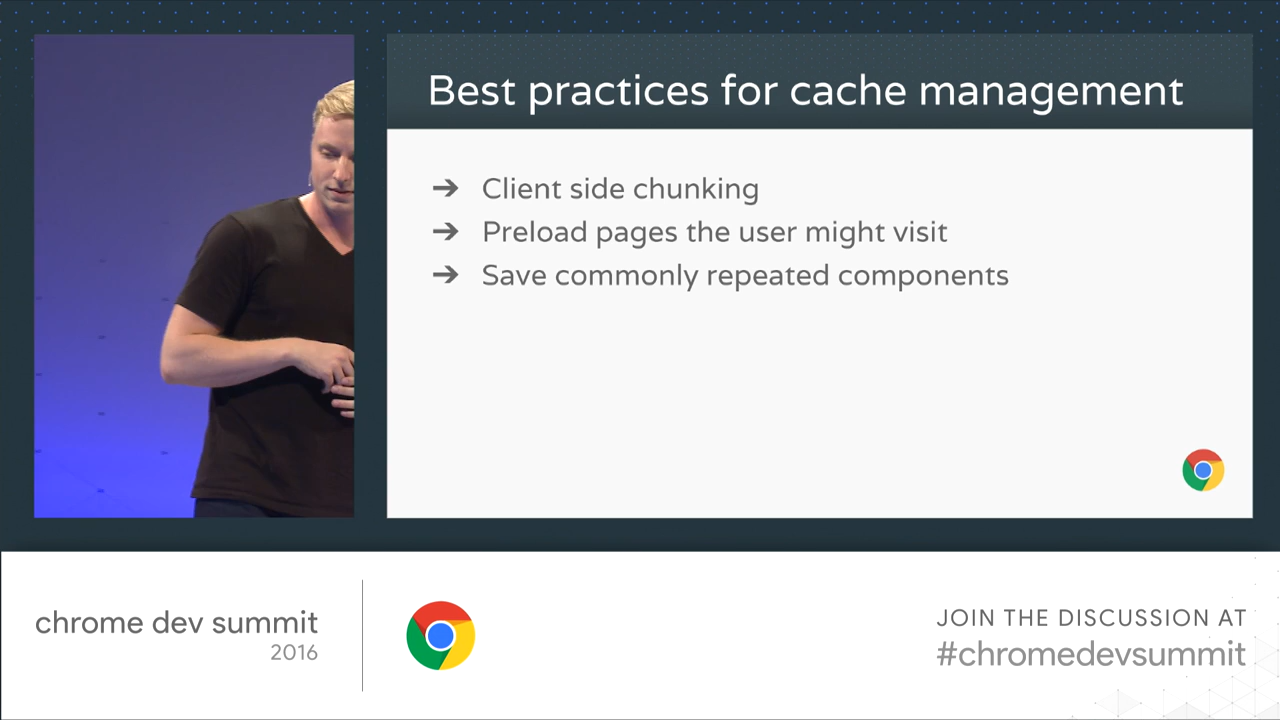 Best practices for cache management
➔ Client side chunking
➔ Preload pages the user might visit
➔ Save commonly repeated components
chrome dev summit
2016
JOIN THE DISCUSSION AT
#chromedevsummit